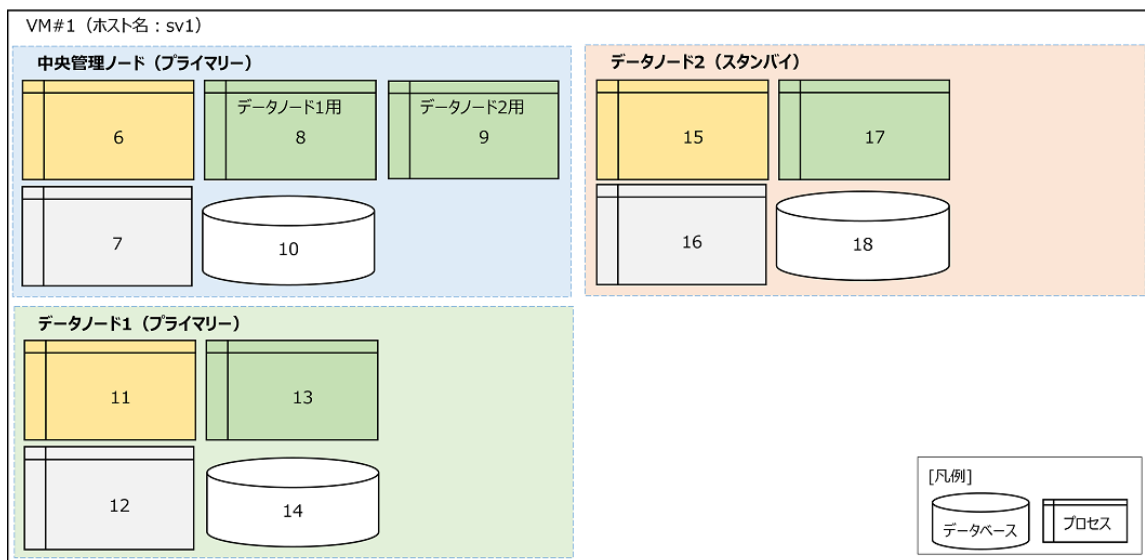 VM#1（ホスト名：sv1）
中央管理ノード（プライマリー）
6
データノード1用
8
データノード2用
9
7
10
データノード2（スタンバイ）
15
17
16
18
データノード1（プライマリー）
11
13
12
14
[凡例]
データベース
プロセス